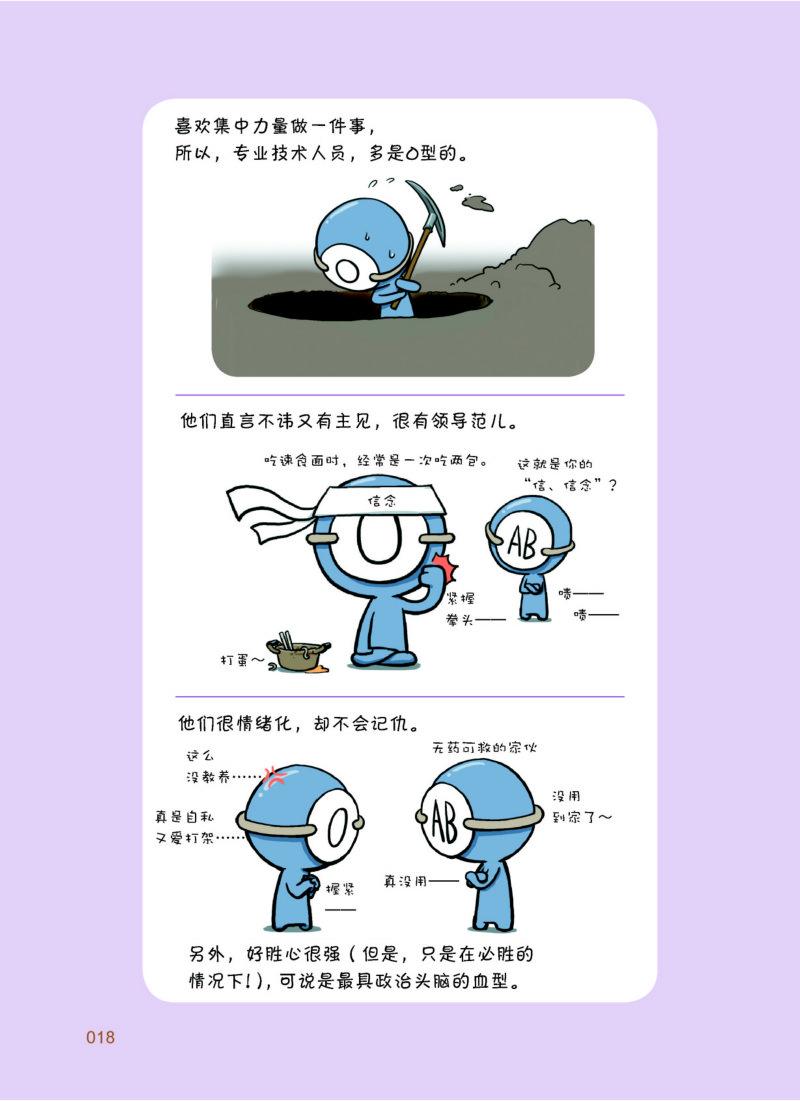 喜欢集中力量做一件事，
所以，专业技术人员，多是O型的。
O
他们直言不讳又有主见，很有领导范儿。
吃速食面时，经常是一次吃两包。
这就是你的
“信、信念”？
信念
O
AB
紧握
拳头——
啧——
啧——
打蛋～
他们很情绪化，却不会记仇。
这么
没教养……
真是自私
又爱打架……
O
握紧
——
无药可救的家伙
AB
没用
到家了～
真没用——
另外，好胜心很强（但是，只是在必胜的
情况下！），可说是最具政治头脑的血型。
018